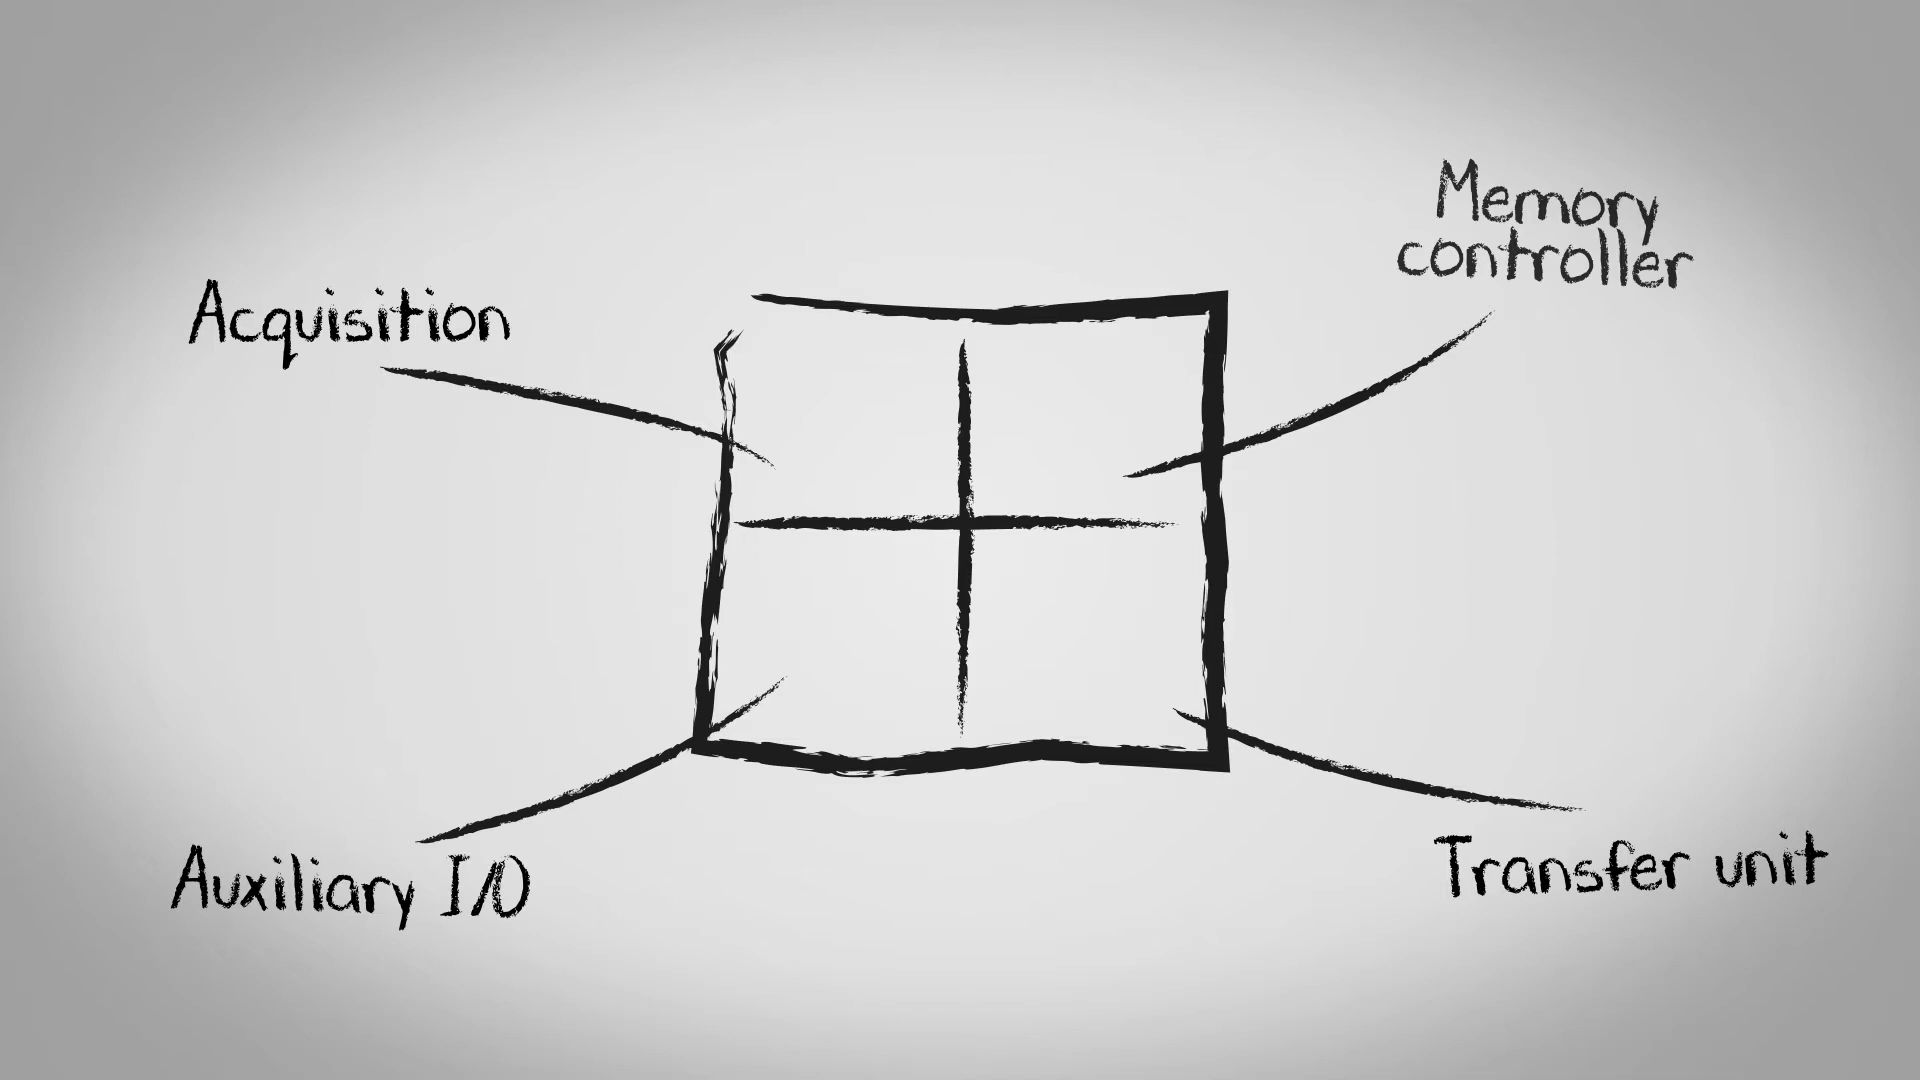 Memory
controller
Acquisition
Auxiliary I/O
Transfer unit